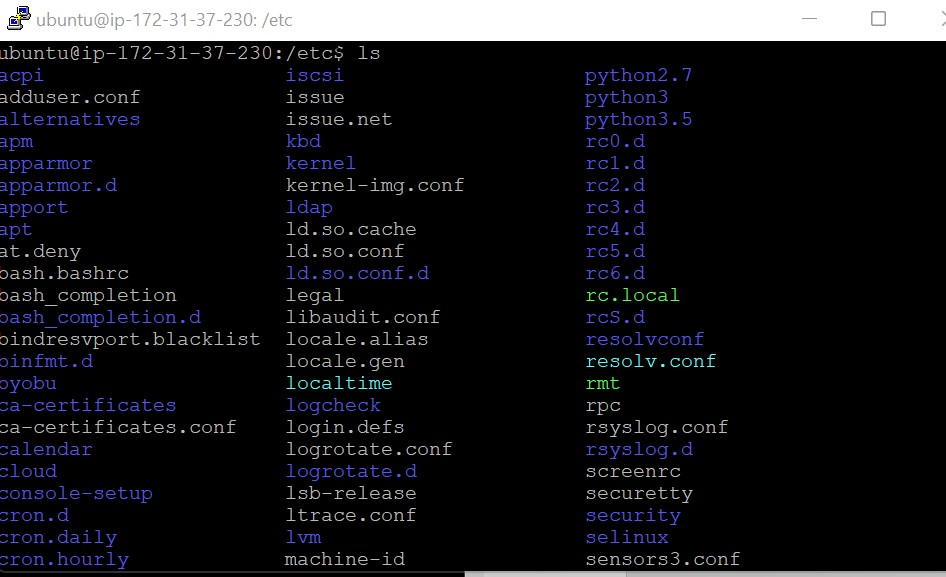 ubuntu@ip-172-31-37-230: /etc
ubuntu@ip-172-31-37-230:/etc$ ls
acpi iscsi python2.7
adduser.conf issue python3
alternatives issue.net python3.5
apm kbd rc0.d
apparmor kernel rc1.d
apparmor.d kernel-img.conf rc2.d
apport ldap rc3.d
apt ld.so.cache rc4.d
at.deny ld.so.conf rc5.d
bash.bashrc ld.so.conf.d rc6.d
bash_completion legal rc.local
bash_completion.d libaudit.conf rcS.d
bindresvport.blacklist locale.alias resolvconf
binfmt.d locale.gen resolv.conf
byobu localtime rmt
ca-certificates logcheck rpc
ca-certificates.conf login.defs rsyslog.conf
calendar logrotate.conf rsyslog.d
cloud logrotate.d screenrc
console-setup lsb-release securetty
cron.d ltrace.conf security
cron.daily lvm selinux
cron.hourly machine-id sensors3.conf